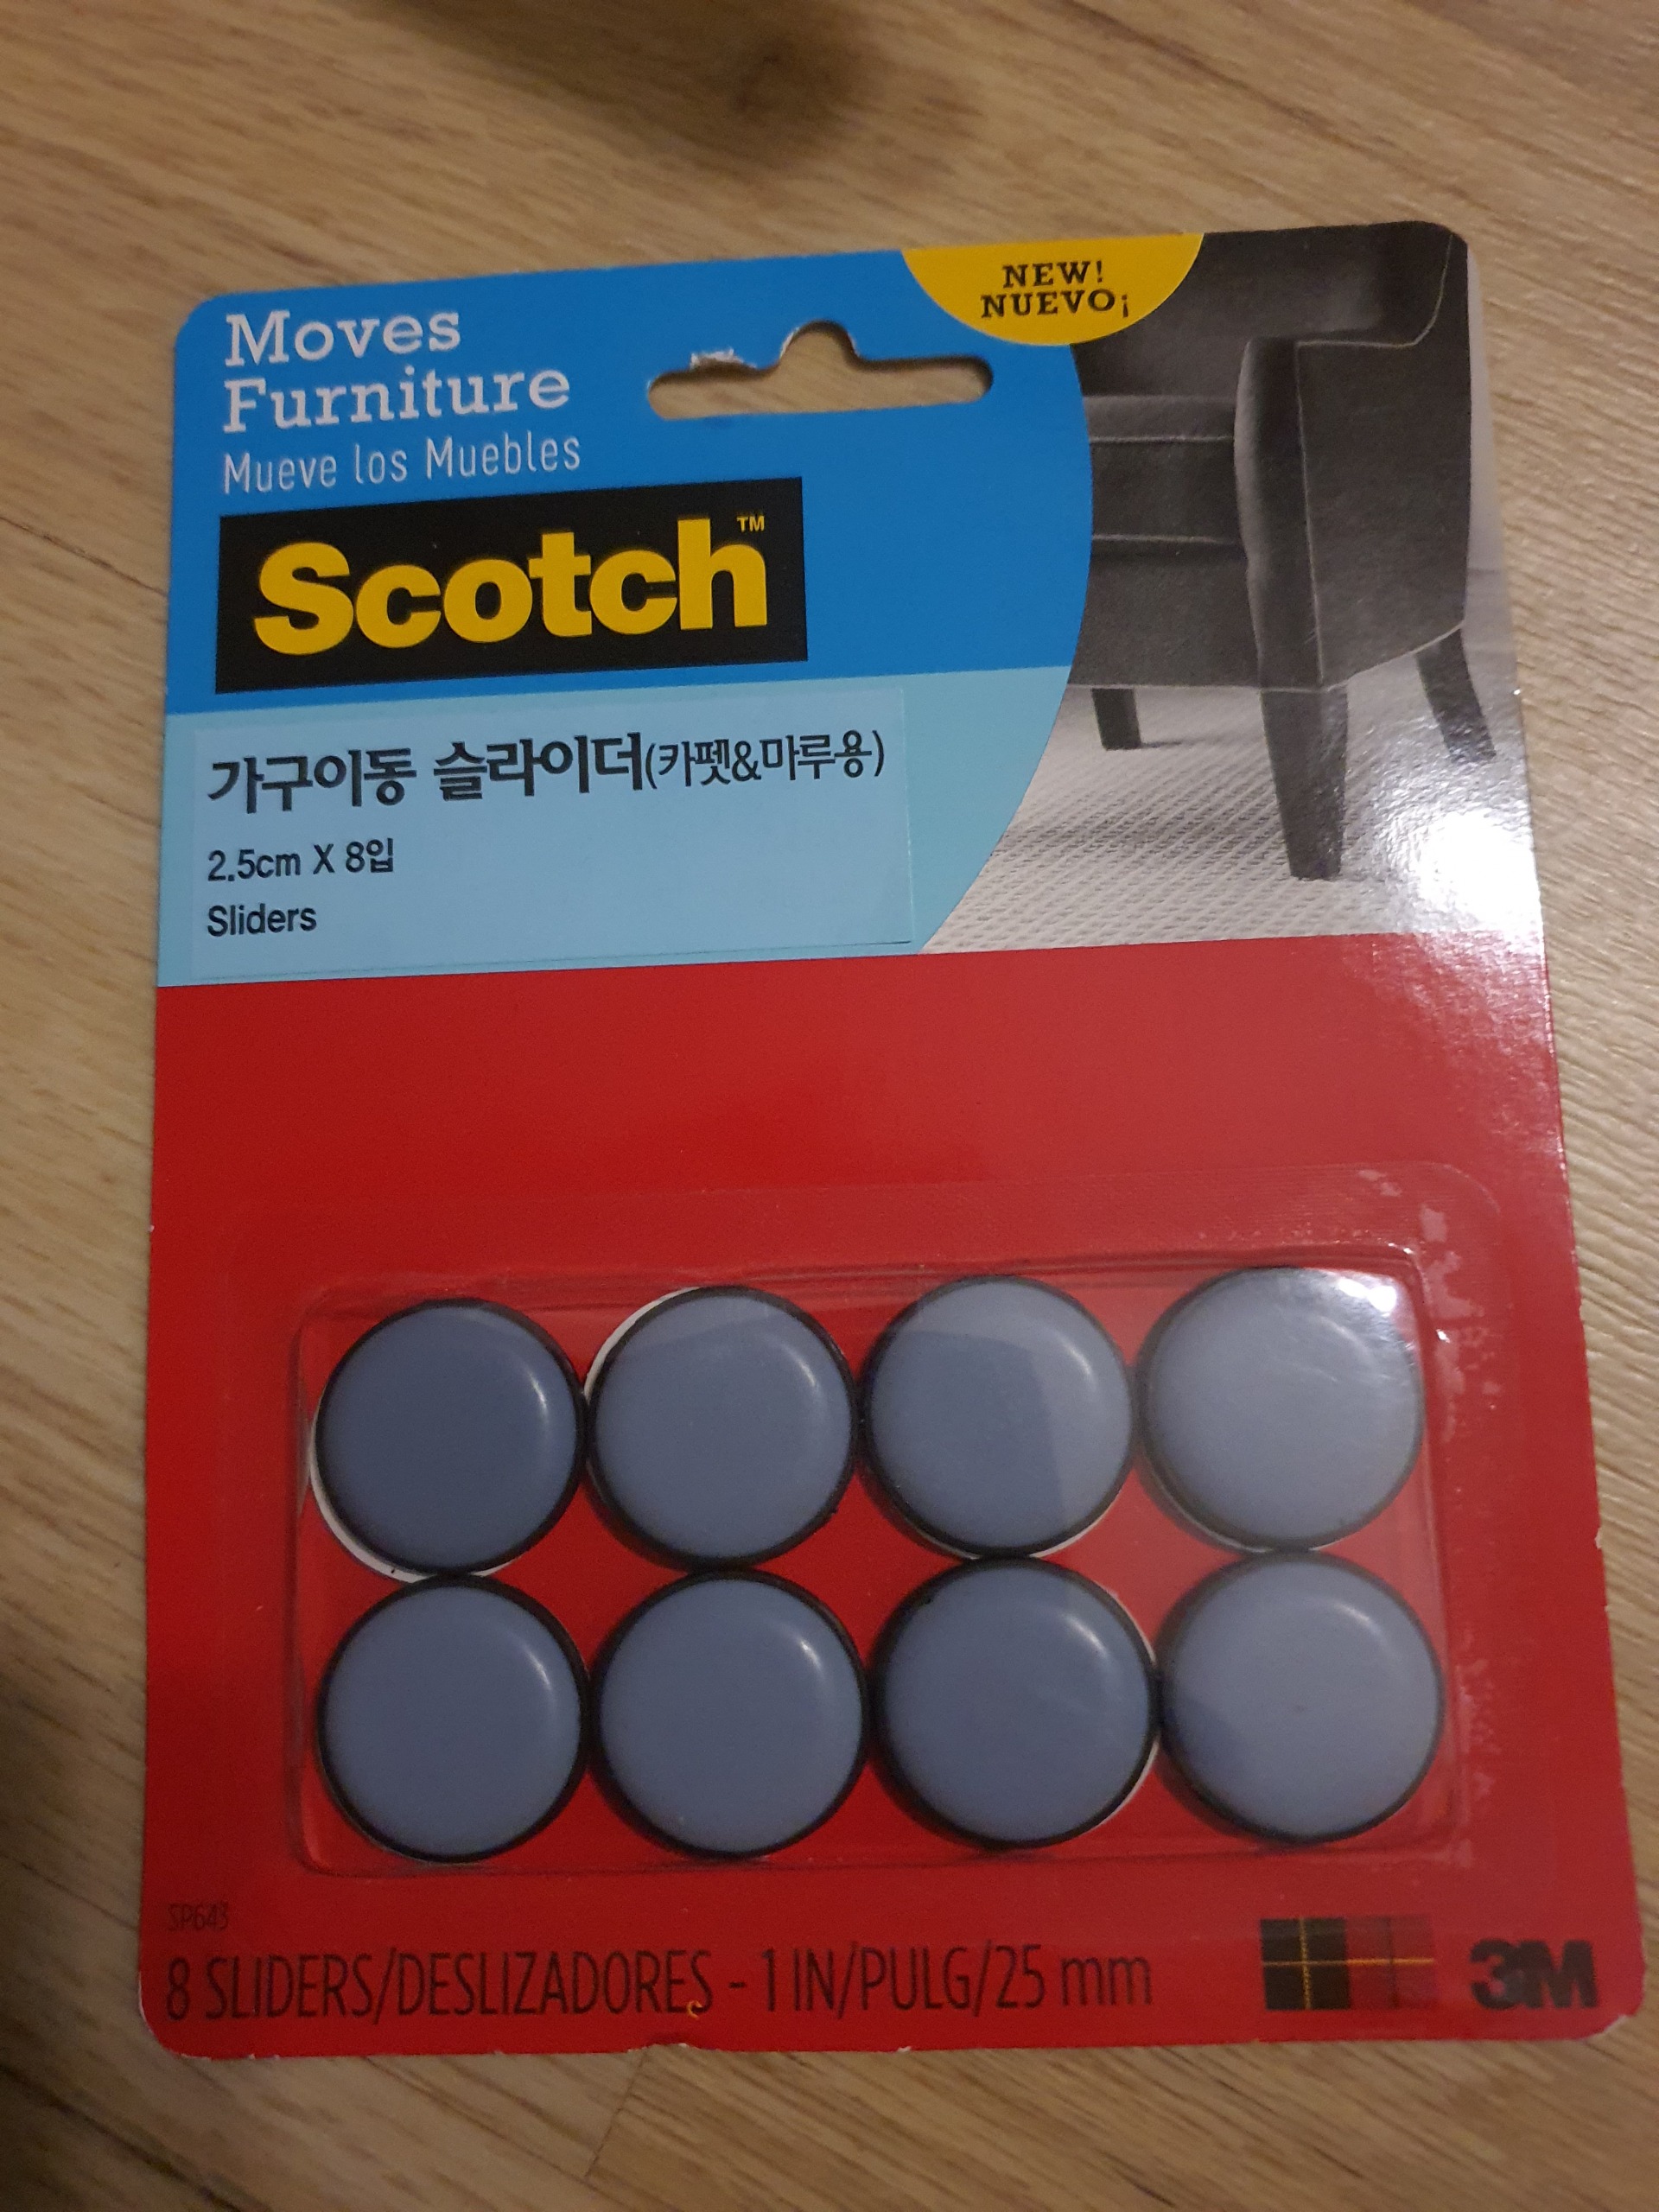 Moves
Furniture
Mueve los Muebles
NEW!
NUEVO¡
Scotch™
가구이동 슬라이더(카펫&마루용)
2.5cm X 8입
Sliders
SP643
8 SLIDERS/DESLIZADORES - 1 IN/PULG/25 mm
3M